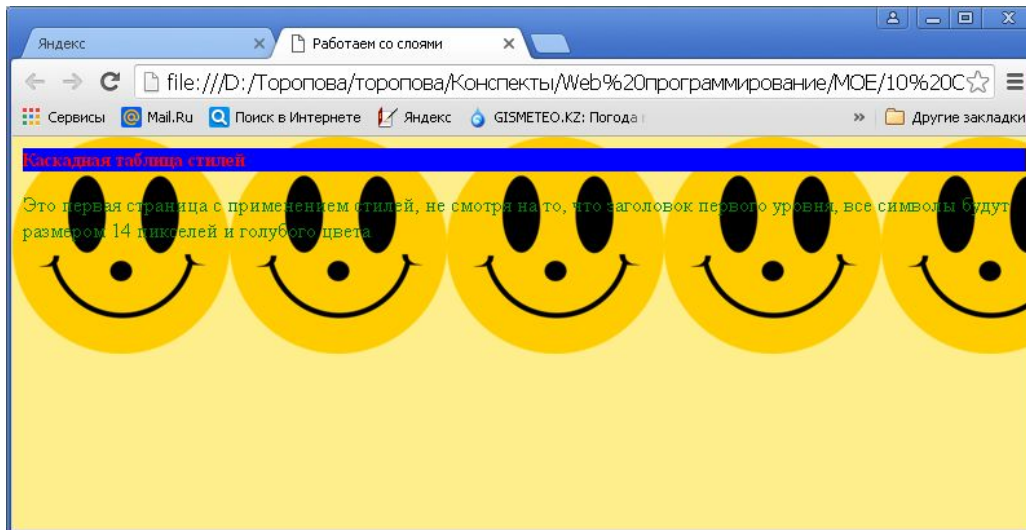 Яндекс
Работаем со слоями
file:///D:/Торопова/торопова/Конспекты/Web%20программирование/МОЕ/10%20С
Сервисы @ Mail.Ru Поиск в Интернете Яндекс GISMETEO.KZ: Погода » Другие закладки
Каскадная таблица стилей
Это первая страница с применением стилей, не смотря на то, что заголовок первого уровня, все символы будут
размером 14 пикселей и голубого цвета